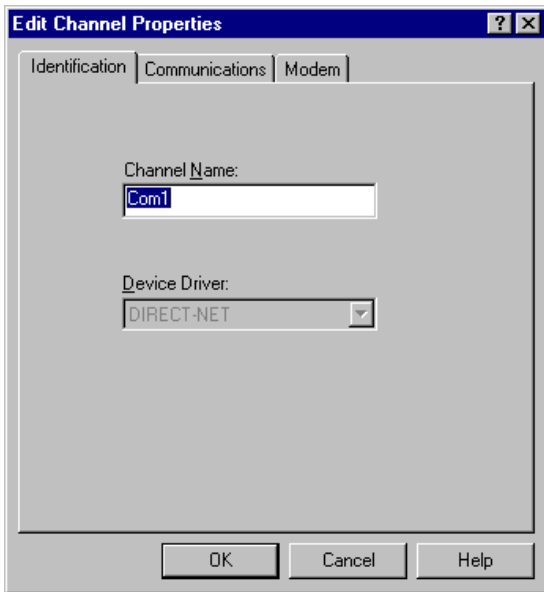 Edit Channel Properties
Identification Communications Modem
Channel Name:
Com1
Device Driver:
DIRECT-NET
OK Cancel Help